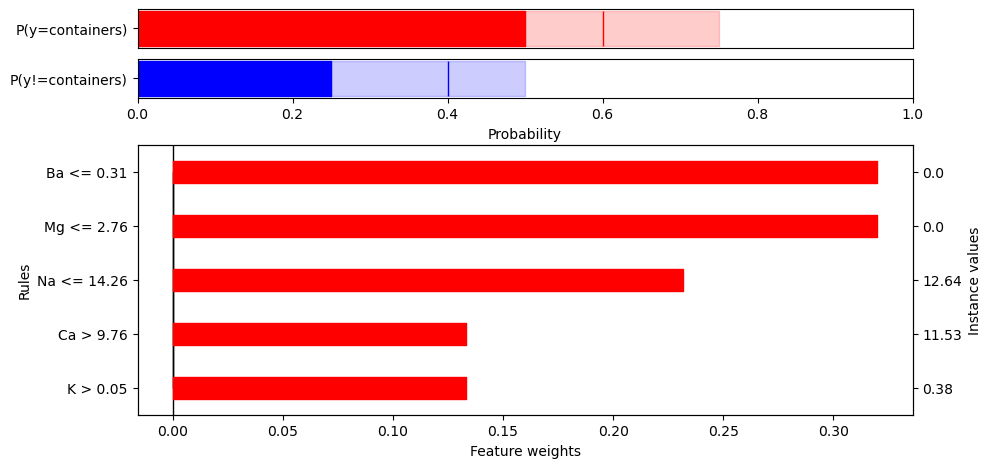 P(y=containers)
P(y!=containers)
0.0 0.2 0.4 0.6 0.8 1.0
Probability
Rules
Ba <= 0.31 0.0
Mg <= 2.76 0.0
Na <= 14.26 12.64
Ca > 9.76 11.53
K > 0.05 0.38
Instance values
0.00 0.05 0.10 0.15 0.20 0.25 0.30
Feature weights